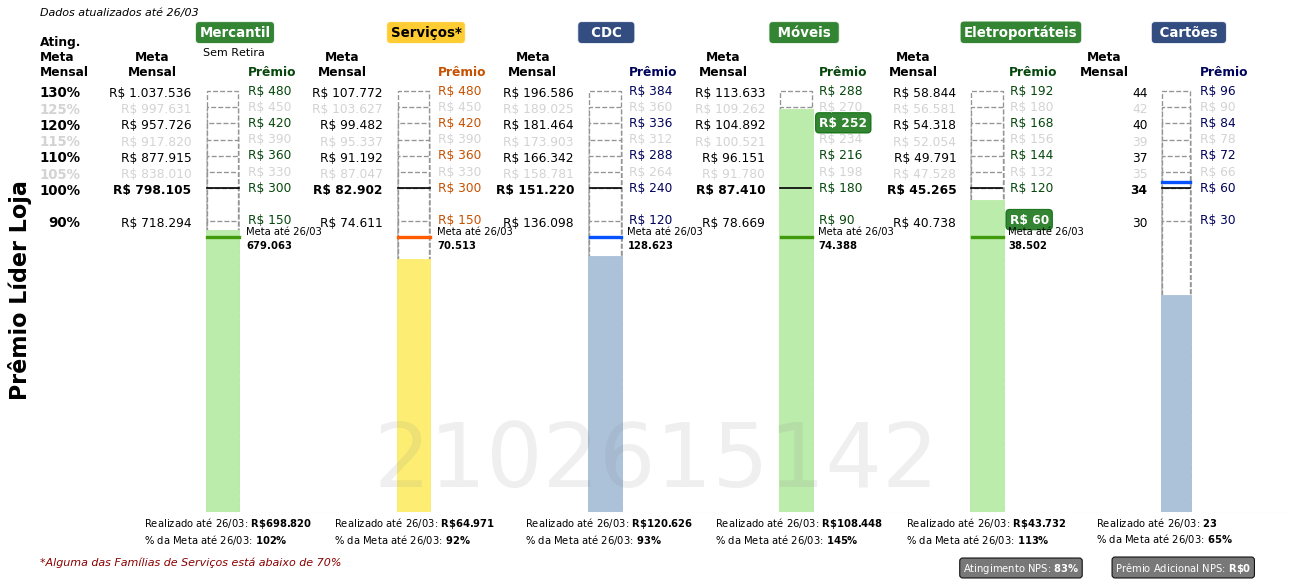 Dados atualizados até 26/03
Mercantil Serviços* CDC Móveis Eletroportáteis Cartões
Sem Retira
Ating. Meta Mensal
Meta Mensal Prêmio Meta Mensal Prêmio Meta Mensal Prêmio Meta Mensal Prêmio Meta Mensal Prêmio Meta Mensal Prêmio
130% R$ 1.037.536 R$ 480 R$ 107.772 R$ 480 R$ 196.586 R$ 384 R$ 113.633 R$ 288 R$ 58.844 R$ 192 44 R$ 96
125% R$ 997.631 R$ 450 R$ 103.627 R$ 450 R$ 189.025 R$ 360 R$ 109.262 R$ 270 R$ 56.581 R$ 180 42 R$ 90
120% R$ 957.726 R$ 420 R$ 99.482 R$ 420 R$ 181.464 R$ 336 R$ 104.892 R$ 252 R$ 54.318 R$ 168 40 R$ 84
115% R$ 917.820 R$ 390 R$ 95.337 R$ 390 R$ 173.903 R$ 312 R$ 100.521 R$ 234 R$ 52.054 R$ 156 39 R$ 78
110% R$ 877.915 R$ 360 R$ 91.192 R$ 360 R$ 166.342 R$ 288 R$ 96.151 R$ 216 R$ 49.791 R$ 144 37 R$ 72
105% R$ 838.010 R$ 330 R$ 87.047 R$ 330 R$ 158.781 R$ 264 R$ 91.780 R$ 198 R$ 47.528 R$ 132 35 R$ 66
100% R$ 798.105 R$ 300 R$ 82.902 R$ 300 R$ 151.220 R$ 240 R$ 87.410 R$ 180 R$ 45.265 R$ 120 34 R$ 60
90% R$ 718.294 R$ 150 R$ 74.611 R$ 150 R$ 136.098 R$ 120 R$ 78.669 R$ 90 R$ 40.738 R$ 60 30 R$ 30
Meta até 26/03 Meta até 26/03 Meta até 26/03 Meta até 26/03 Meta até 26/03
679.063 70.513 128.623 74.388 38.502
Prêmio Líder Loja
2102615142
Realizado até 26/03: R$698.820 Realizado até 26/03: R$64.971 Realizado até 26/03: R$120.626 Realizado até 26/03: R$108.448 Realizado até 26/03: R$43.732 Realizado até 26/03: 23
% da Meta até 26/03: 102% % da Meta até 26/03: 92% % da Meta até 26/03: 93% % da Meta até 26/03: 145% % da Meta até 26/03: 113% % da Meta até 26/03: 65%
*Alguma das Famílias de Serviços está abaixo de 70%
Atingimento NPS: 83% Prêmio Adicional NPS: R$0